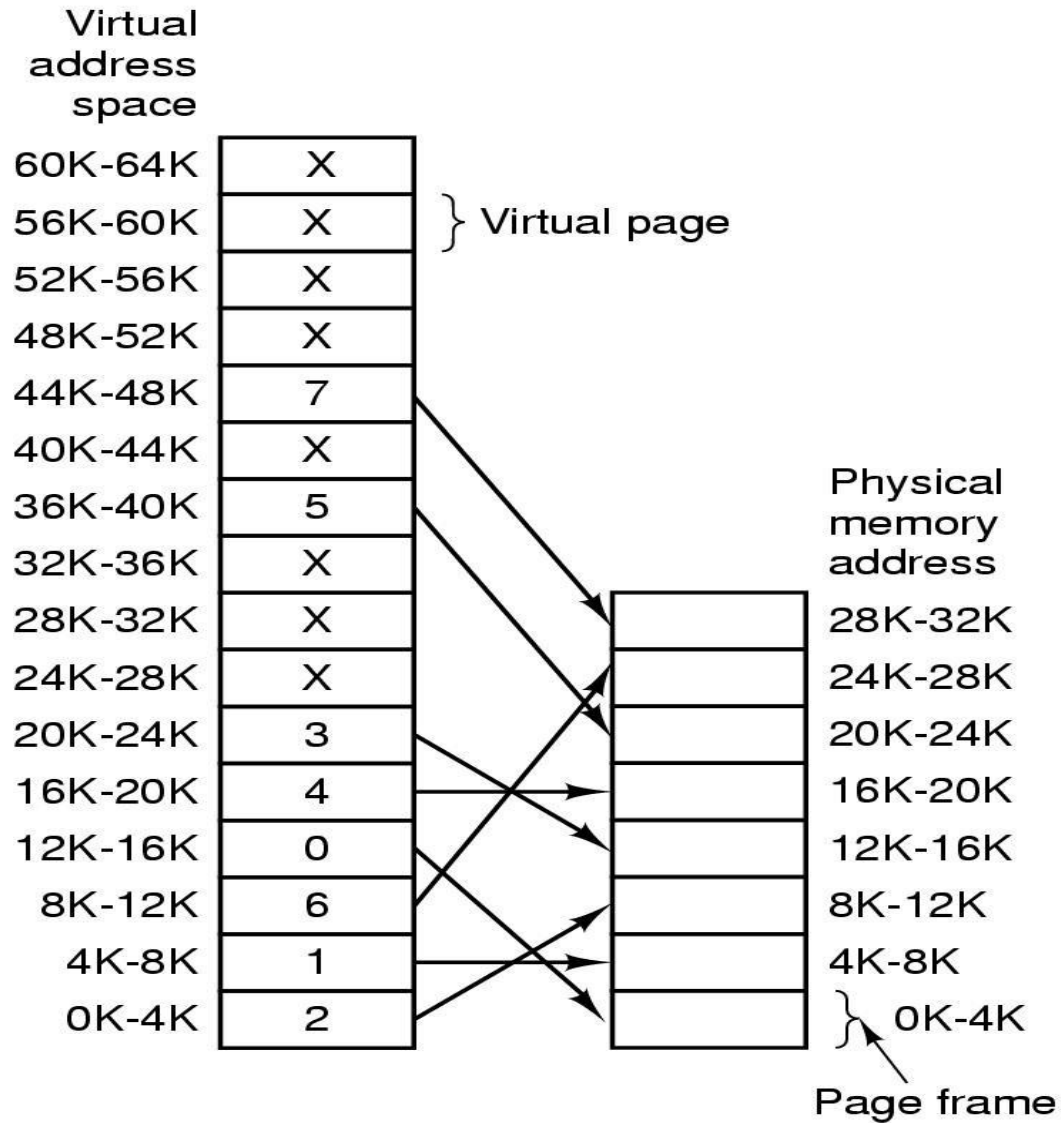 Virtual
address
space
60K-64K X
56K-60K X
Virtual page
52K-56K X
48K-52K X
44K-48K 7
40K-44K X
36K-40K 5
32K-36K X
28K-32K X
24K-28K X
20K-24K 3
16K-20K 4
12K-16K 0
8K-12K 6
4K-8K 1
0K-4K 2
Physical
memory
address
28K-32K
24K-28K
20K-24K
16K-20K
12K-16K
8K-12K
4K-8K
0K-4K
Page frame